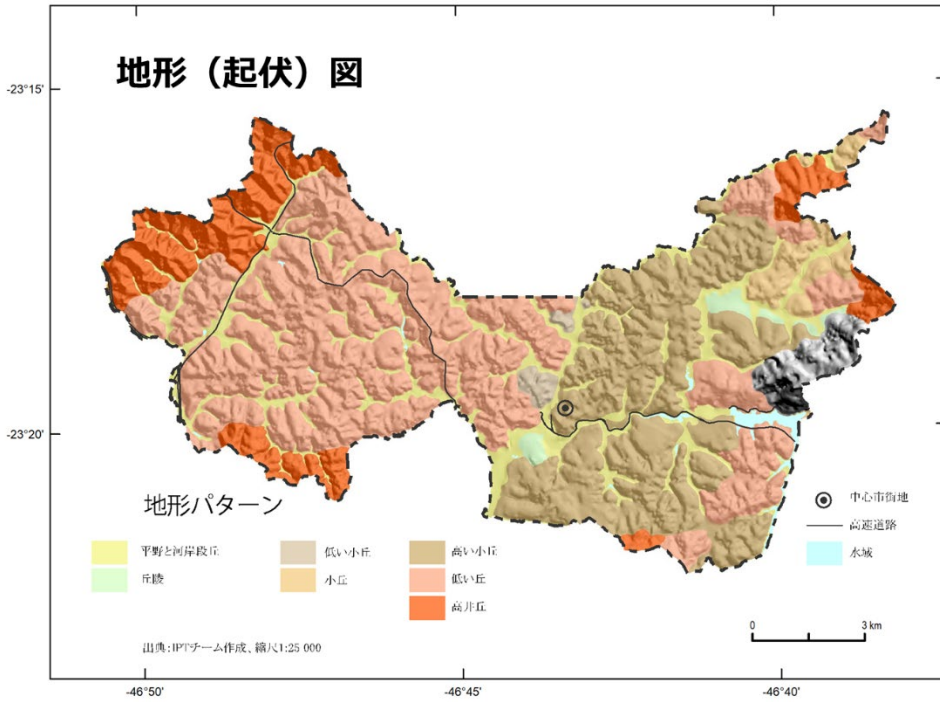 地形（起伏）図
-23°15'
-23°20'
地形パターン
平野と河岸段丘
丘陵
低い小丘
小丘
高い小丘
低い丘
高井丘
中心市街地
高速道路
水域
0 3 km
出典：IPTチーム作成、縮尺1:25 000
-46°50' -46°45' -46°40'